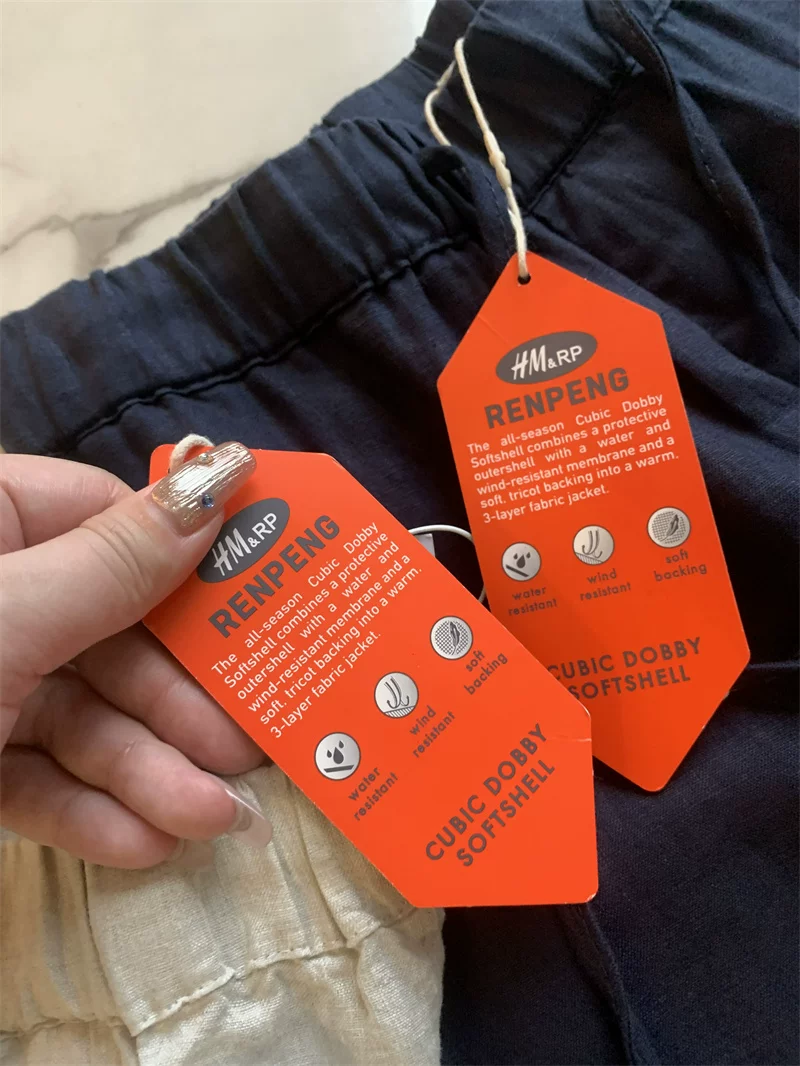 HM&RP
RENPENG
The all-season Cubic Dobby
Softshell combines a protective
outershell with a water and
wind-resistant membrane and a
soft. tricot backing into a warm.
3-layer fabric jacket.
water
resistant
wind
resistant
soft
backing
CUBIC DOBBY
SOFTSHELL
HM&RP
RENPENG
The all-season Cubic Dobby
Softshell combines a protective
outershell with a water and
wind-resistant membrane and a
soft. tricot backing into a warm.
3-layer fabric jacket.
water
resistant
wind
resistant
soft
backing
CUBIC DOBBY
SOFTSHELL